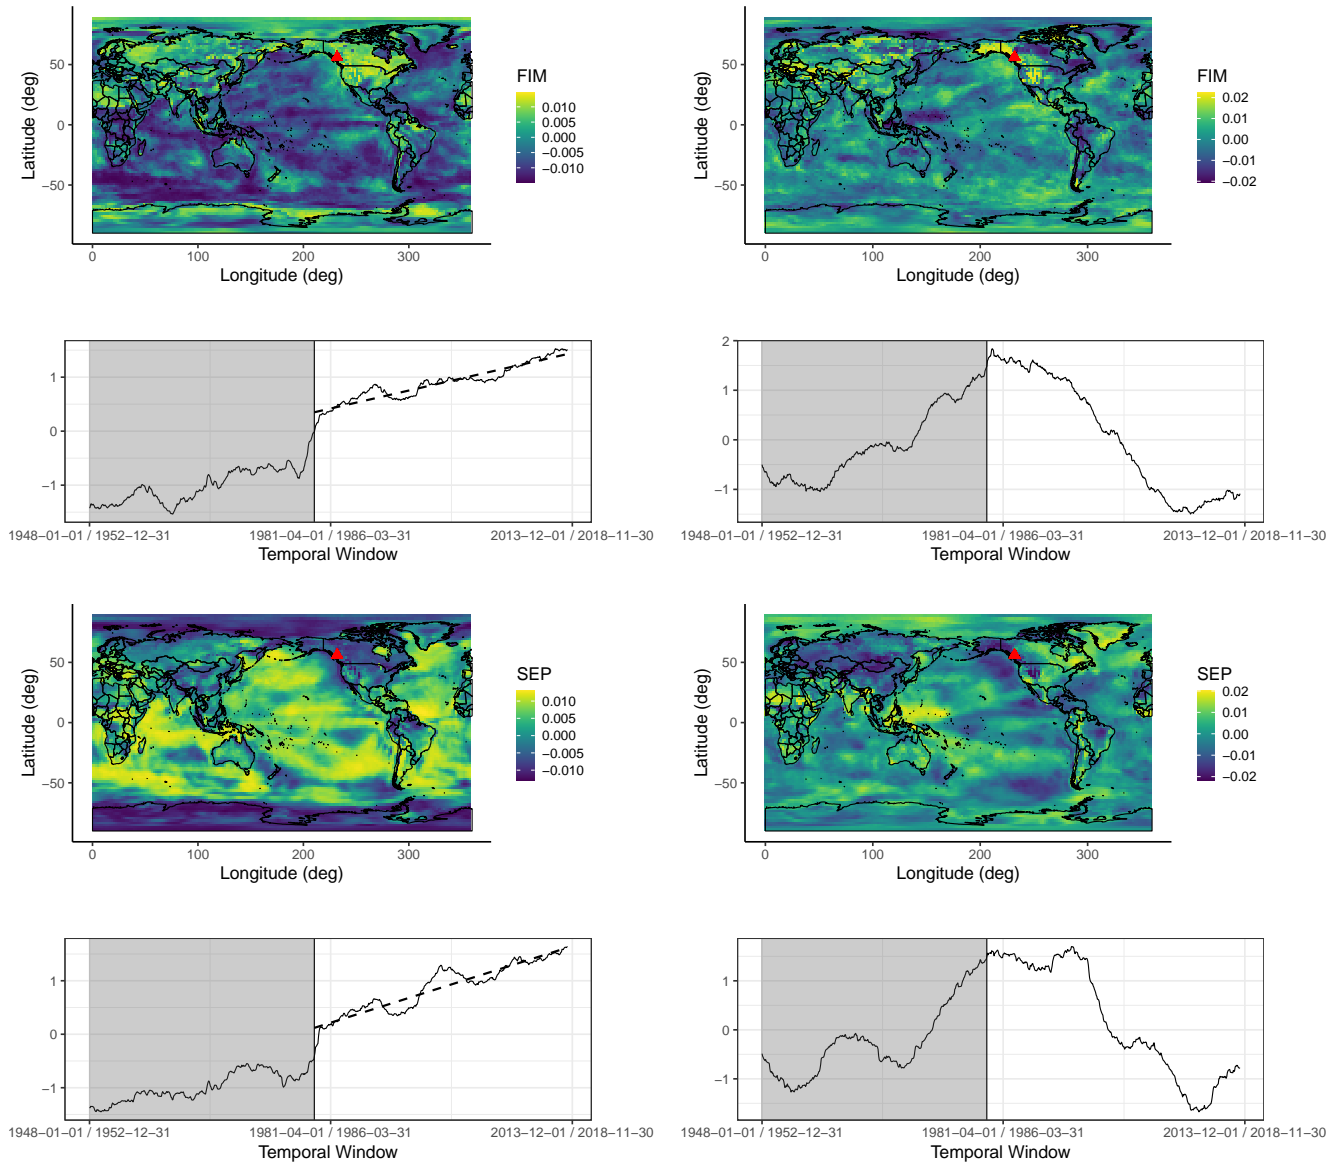 50
0
−50
Latitude (deg)
0
100
200
300
Longitude (deg)
FIM
0.010
0.005
0.000
−0.005
−0.010
50
0
−50
Latitude (deg)
0
100
200
300
Longitude (deg)
FIM
0.02
0.01
0.00
−0.01
−0.02
1
0
−1
1948−01−01 / 1952−12−31
1981−04−01 / 1986−03−31
2013−12−01 / 2018−11−30
Temporal Window
2
1
0
−1
1948−01−01 / 1952−12−31
1981−04−01 / 1986−03−31
2013−12−01 / 2018−11−30
Temporal Window
50
0
−50
Latitude (deg)
0
100
200
300
Longitude (deg)
SEP
0.010
0.005
0.000
−0.005
−0.010
50
0
−50
Latitude (deg)
0
100
200
300
Longitude (deg)
SEP
0.02
0.01
0.00
−0.01
−0.02
1
0
−1
1948−01−01 / 1952−12−31
1981−04−01 / 1986−03−31
2013−12−01 / 2018−11−30
Temporal Window
1
0
−1
1948−01−01 / 1952−12−31
1981−04−01 / 1986−03−31
2013−12−01 / 2018−11−30
Temporal Window